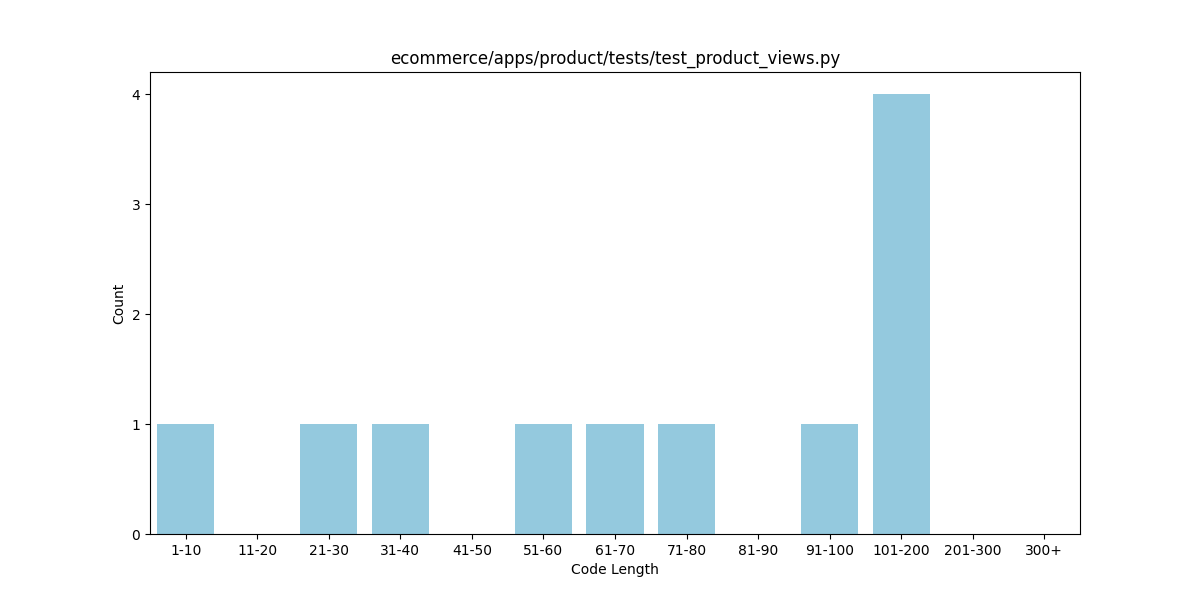 ecommerce/apps/product/tests/test_product_views.py
4
3
2
1
0
Count
1-10 11-20 21-30 31-40 41-50 51-60 61-70 71-80 81-90 91-100 101-200 201-300 300+
Code Length